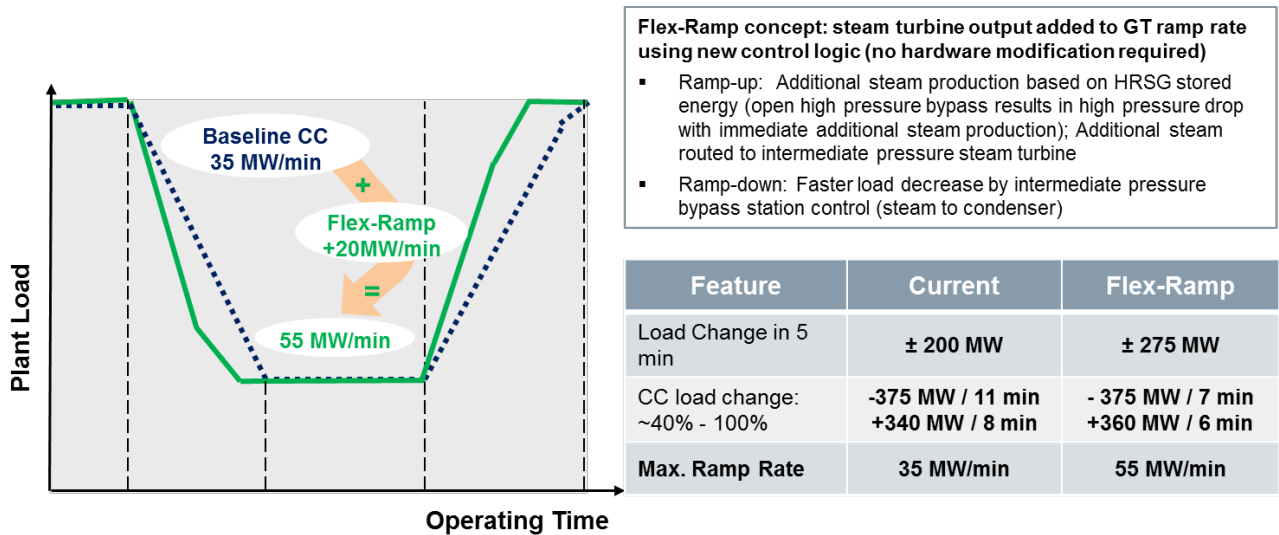 Plant Load
Baseline CC
35 MW/min
+
Flex-Ramp
+20MW/min
=
55 MW/min
Operating Time
Flex-Ramp concept: steam turbine output added to GT ramp rate
using new control logic (no hardware modification required)
▪ Ramp-up: Additional steam production based on HRSG stored
energy (open high pressure bypass results in high pressure drop
with immediate additional steam production); Additional steam
routed to intermediate pressure steam turbine
▪ Ramp-down: Faster load decrease by intermediate pressure
bypass station control (steam to condenser)
Feature Current Flex-Ramp
Load Change in 5
min
± 200 MW ± 275 MW
CC load change:
~40% - 100%
-375 MW / 11 min
+340 MW / 8 min
- 375 MW / 7 min
+360 MW / 6 min
Max. Ramp Rate 35 MW/min 55 MW/min